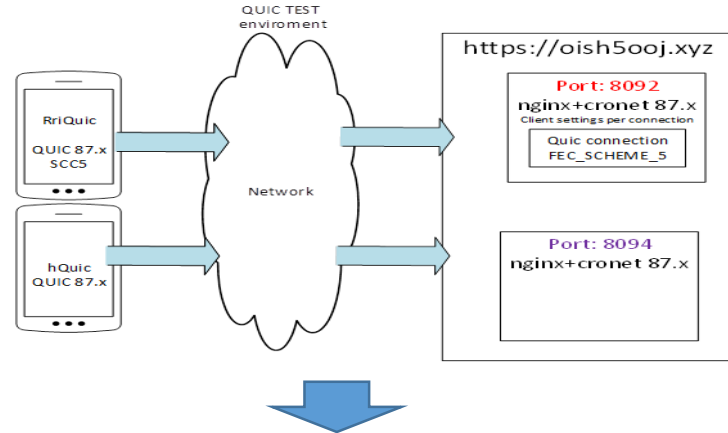 QUIC TEST
enviroment
https://oish5ooj.xyz
RriQuic
QUIC 87.x
SCC5
Port: 8092
nginx+cronet 87.x
Client settings per connection
Quic connection
FEC_SCHEME_5
Network
hQuic
QUIC 87.x
Port: 8094
nginx+cronet 87.x